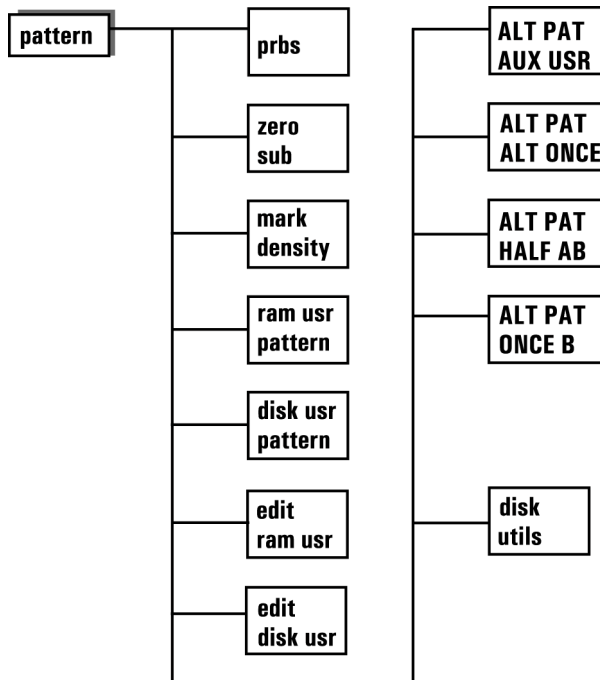 pattern
prbs
zero
sub
mark
density
ram usr
pattern
disk usr
pattern
edit
ram usr
edit
disk usr
ALT PAT
AUX USR
ALT PAT
ALT ONCE
ALT PAT
HALF AB
ALT PAT
ONCE B
disk
utils